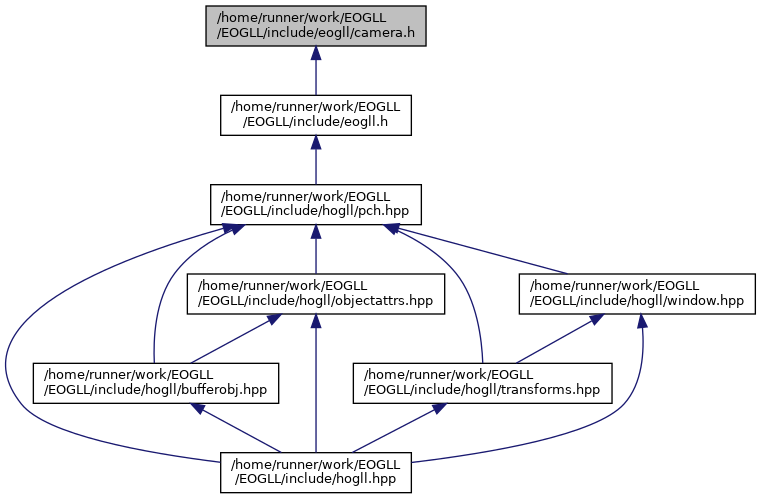 /home/runner/work/EOGLL
/EOGLL/include/eogll/camera.h
/home/runner/work/EOGLL
/EOGLL/include/eogll.h
/home/runner/work/EOGLL
/EOGLL/include/hogll/pch.hpp
/home/runner/work/EOGLL
/EOGLL/include/hogll/objectattrs.hpp
/home/runner/work/EOGLL
/EOGLL/include/hogll/window.hpp
/home/runner/work/EOGLL
/EOGLL/include/hogll/bufferobj.hpp
/home/runner/work/EOGLL
/EOGLL/include/hogll/transforms.hpp
/home/runner/work/EOGLL
/EOGLL/include/hogll.hpp